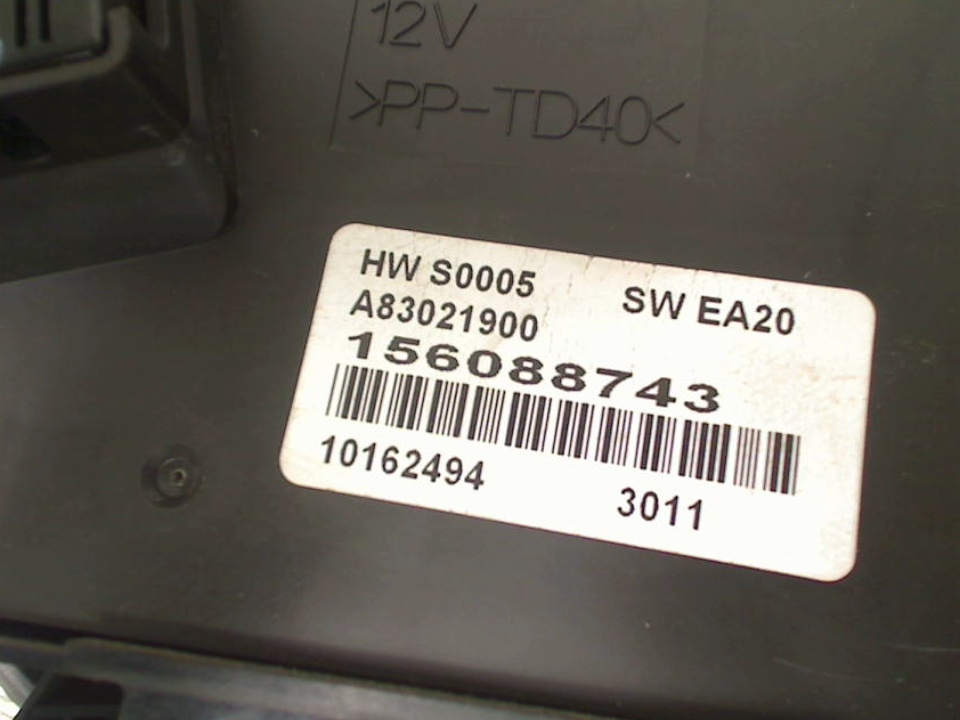 12V
>PP-TD40<
HW S0005 SW EA20
A83021900
156088743
10162494 3011